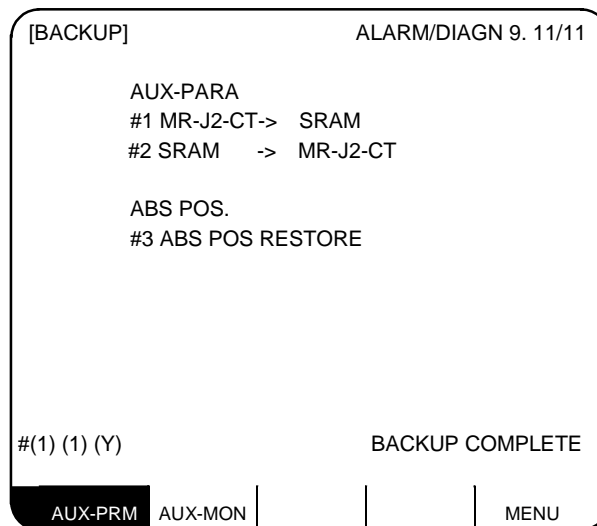 [BACKUP] ALARM/DIAGN 9. 11/11
AUX-PARA
#1 MR-J2-CT-> SRAM
#2 SRAM -> MR-J2-CT
ABS POS.
#3 ABS POS RESTORE
#(1) (1) (Y) BACKUP COMPLETE
AUX-PRM AUX-MON MENU